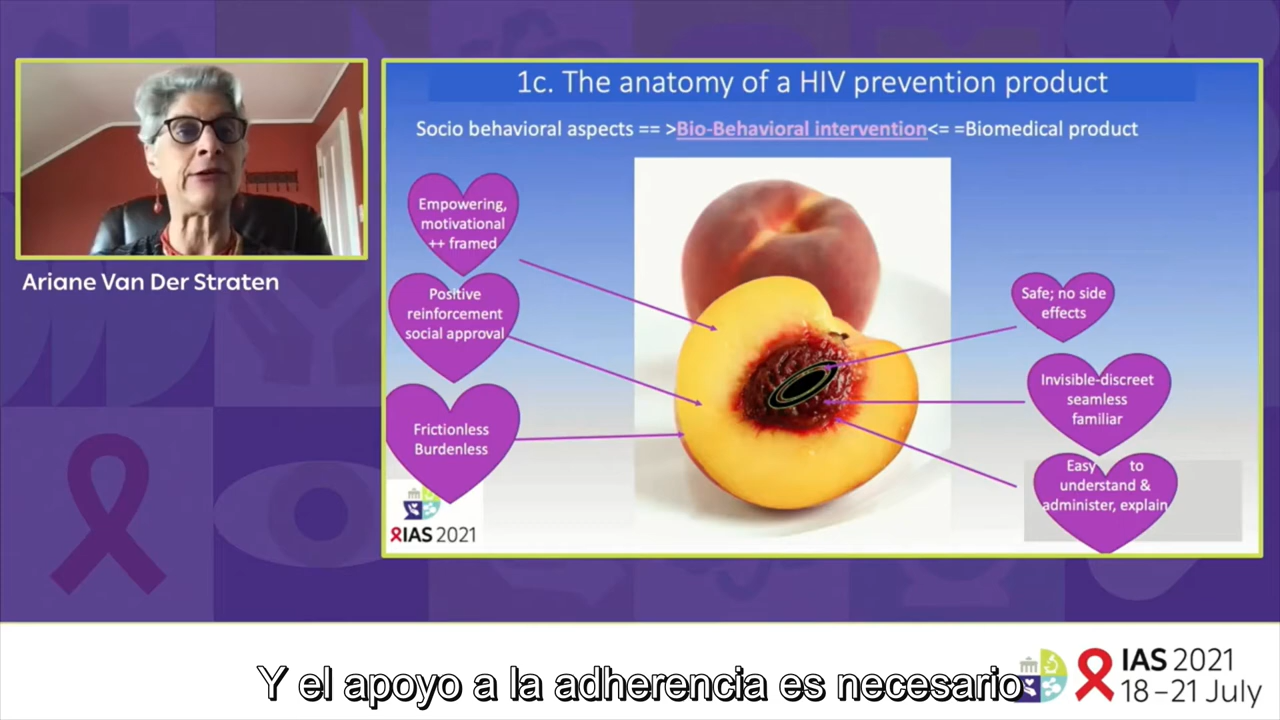 1c. The anatomy of a HIV prevention product
Socio behavioral aspects == >Bio-Behavioral intervention<= =Biomedical product
Empowering,
motivational
++ framed
Positive
reinforcement
social approval
Frictionless
Burdenless
Safe; no side
effects
Invisible-discreet
seamless
familiar
Easy to
understand &
administer, explain
IAS 2021
Ariane Van Der Straten
Y el apoyo a la adherencia es necesario
IAS 2021
18–21 July